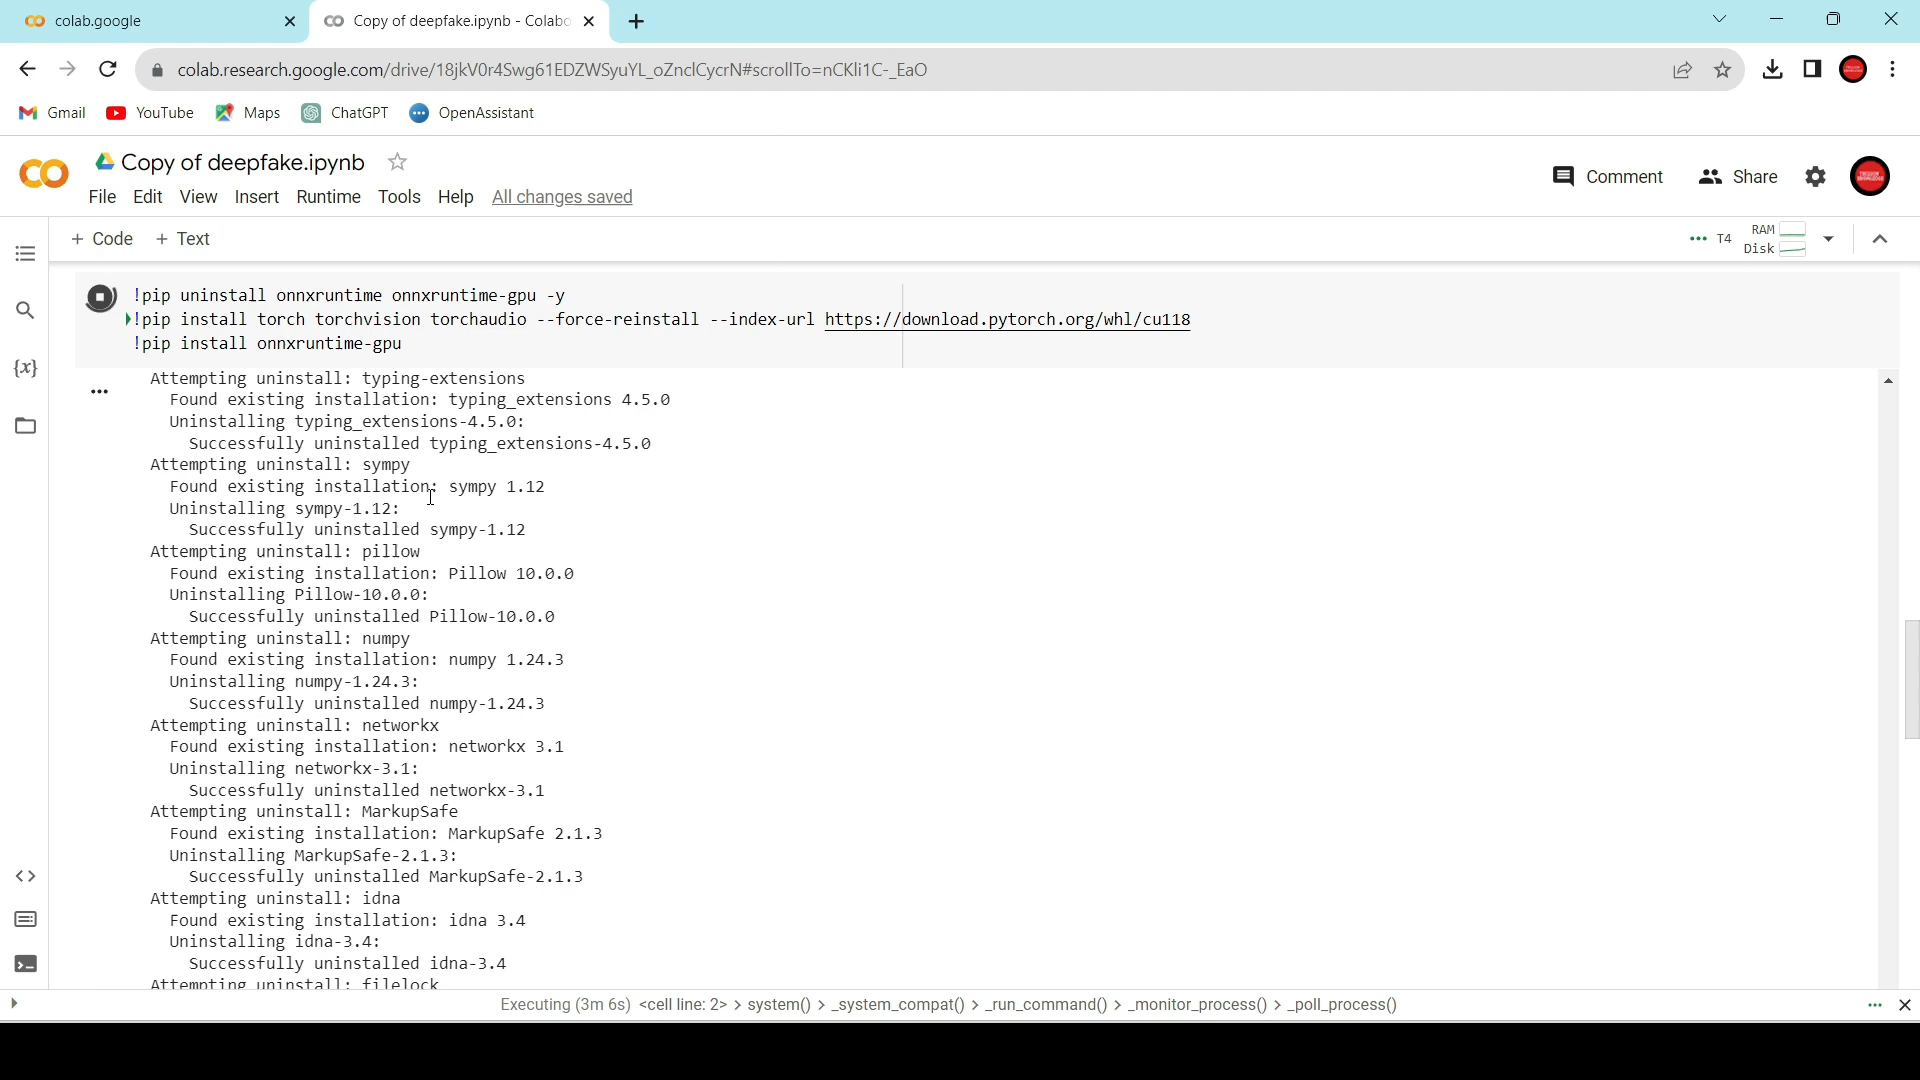 colab.google
Copy of deepfake.ipynb - Colabo
colab.research.google.com/drive/18jkV0r4Swg61EDZWSyuYL_oZnclCycrN#scrollTo=nCKli1C-_EaO
Gmail YouTube Maps ChatGPT OpenAssistant
Copy of deepfake.ipynb
Comment Share
File Edit View Insert Runtime Tools Help All changes saved
+ Code + Text
T4 RAM
Disk
!pip uninstall onnxruntime onnxruntime-gpu -y
!pip install torch torchvision torchaudio --force-reinstall --index-url https://download.pytorch.org/whl/cu118
!pip install onnxruntime-gpu
Attempting uninstall: typing-extensions
Found existing installation: typing_extensions 4.5.0
Uninstalling typing_extensions-4.5.0:
Successfully uninstalled typing_extensions-4.5.0
Attempting uninstall: sympy
Found existing installation: sympy 1.12
Uninstalling sympy-1.12:
Successfully uninstalled sympy-1.12
Attempting uninstall: pillow
Found existing installation: Pillow 10.0.0
Uninstalling Pillow-10.0.0:
Successfully uninstalled Pillow-10.0.0
Attempting uninstall: numpy
Found existing installation: numpy 1.24.3
Uninstalling numpy-1.24.3:
Successfully uninstalled numpy-1.24.3
Attempting uninstall: networkx
Found existing installation: networkx 3.1
Uninstalling networkx-3.1:
Successfully uninstalled networkx-3.1
Attempting uninstall: MarkupSafe
Found existing installation: MarkupSafe 2.1.3
Uninstalling MarkupSafe-2.1.3:
Successfully uninstalled MarkupSafe-2.1.3
Attempting uninstall: idna
Found existing installation: idna 3.4
Uninstalling idna-3.4:
Successfully uninstalled idna-3.4
Attempting uninstall: filelock
Executing (3m 6s) <cell line: 2> > system() > _system_compat() > _run_command() > _monitor_process() > _poll_process()